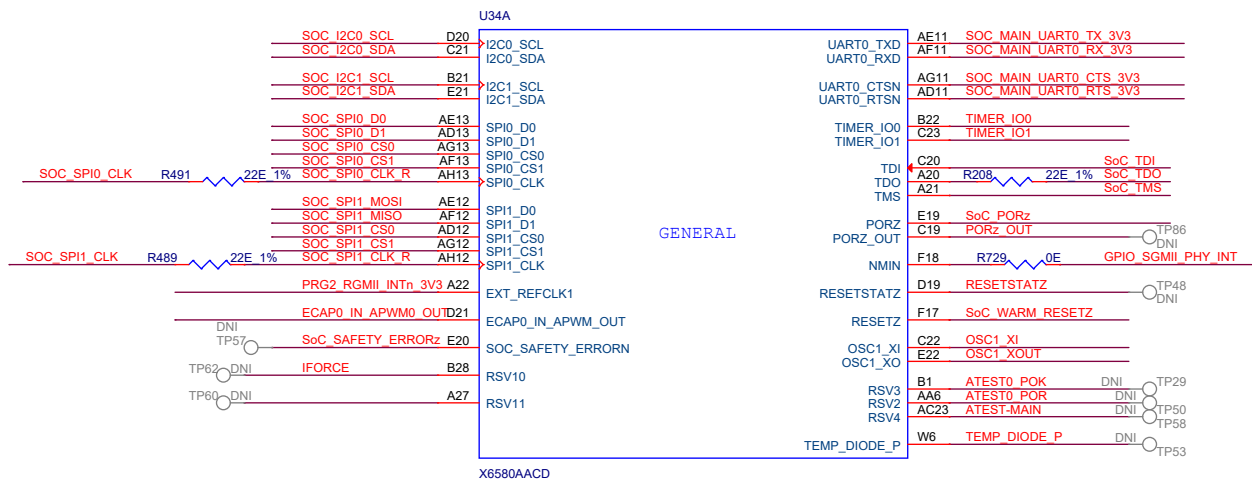 U34A
SOC_I2C0_SCL D20 I2C0_SCL UART0_TXD AE11 SOC_MAIN_UART0_TX_3V3
SOC_I2C0_SDA C21 I2C0_SDA UART0_RXD AF11 SOC_MAIN_UART0_RX_3V3
SOC_I2C1_SCL B21 I2C1_SCL UART0_CTSN AG11 SOC_MAIN_UART0_CTS_3V3
SOC_I2C1_SDA E21 I2C1_SDA UART0_RTSN AD11 SOC_MAIN_UART0_RTS_3V3
SOC_SPI0_D0 AE13 SPI0_D0 TIMER_IO0 B22 TIMER_IO0
SOC_SPI0_D1 AD13 SPI0_D1 TIMER_IO1 C23 TIMER_IO1
SOC_SPI0_CS0 AG13 SPI0_CS0
SOC_SPI0_CS1 AF13 SPI0_CS1 TDI C20 SoC_TDI
SOC_SPI0_CLK R491 22E_1% SOC_SPI0_CLK_R AH13 SPI0_CLK TDO A20 R208 22E_1% SoC_TDO
TMS A21 SoC_TMS
SOC_SPI1_MOSI AE12 SPI1_D0
SOC_SPI1_MISO AF12 SPI1_D1 PORZ E19 SoC_PORz
SOC_SPI1_CS0 AD12 SPI1_CS0 GENERAL PORZ_OUT C19 PORz_OUT TP86
DNI
SOC_SPI1_CS1 AG12 SPI1_CS1
SOC_SPI1_CLK R489 22E_1% SOC_SPI1_CLK_R AH12 SPI1_CLK NMIN F18 R729 0E GPIO_SGMII_PHY_INT
PRG2_RGMII_INTn_3V3 A22 EXT_REFCLK1 RESETSTATZ D19 RESETSTATZ TP48
DNI
ECAP0_IN_APWM0_OUT D21 ECAP0_IN_APWM_OUT RESETZ F17 SoC_WARM_RESETZ
DNI
TP57 SoC_SAFETY_ERRORz E20 SOC_SAFETY_ERRORN OSC1_XI C22 OSC1_XI
OSC1_XO E22 OSC1_XOUT
TP62 DNI IFORCE B28 RSV10
RSV3 B1 ATEST0_POK DNI TP29
TP60 DNI A27 RSV11 RSV2 AA6 ATEST0_POR DNI TP50
RSV4 AC23 ATEST-MAIN DNI TP58
TEMP_DIODE_P W6 TEMP_DIODE_P DNI TP53
X6580AACD